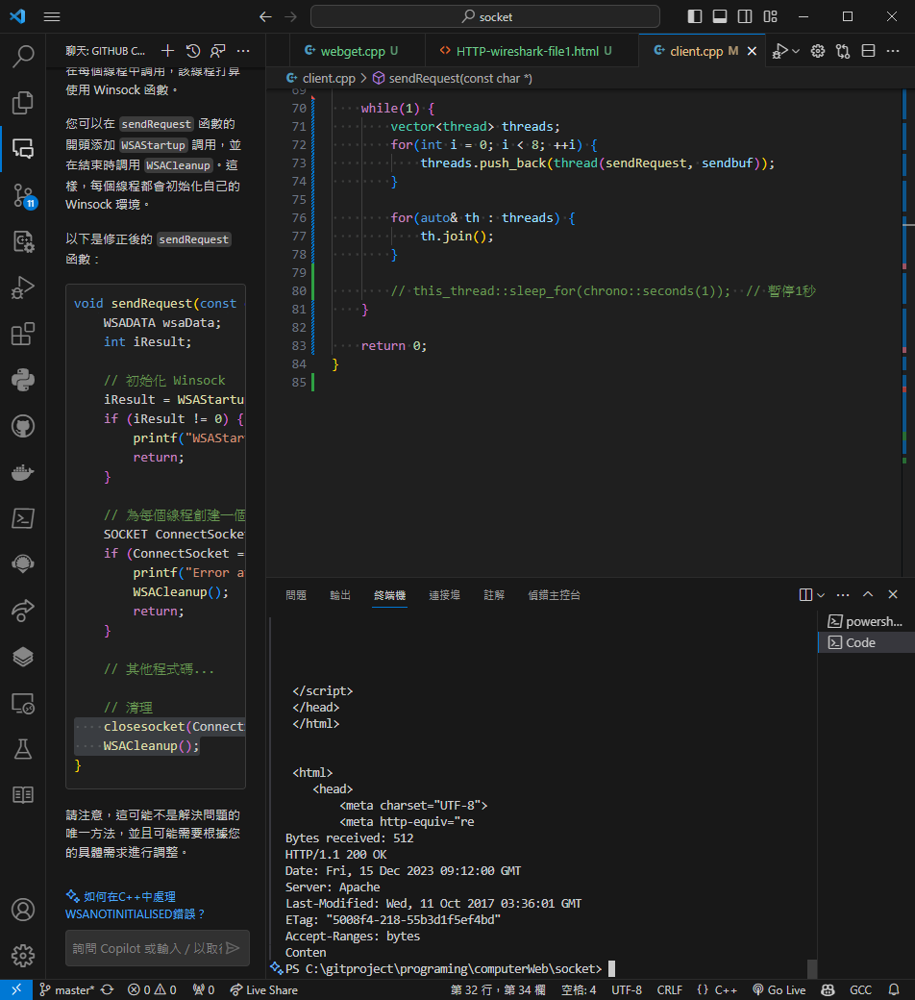 socket
聊天: GITHUB C...
webget.cpp U
HTTP-wireshark-file1.html U
client.cpp M
client.cpp > sendRequest(const char *)
在每個線程中調用，該線程打算
使用 Winsock 函數。
您可以在 sendRequest 函數的
開頭添加 WSAStartup 調用，並
在結束時調用 WSACleanup。這
樣，每個線程都會初始化自己的
Winsock 環境。
以下是修正後的 sendRequest
函數：
void sendRequest(const
WSADATA wsaData;
int iResult;
// 初始化 Winsock
iResult = WSAStartu
if (iResult != 0) {
printf("WSAStar
return;
}
// 為每個線程創建一個
SOCKET ConnectSocke
if (ConnectSocket =
printf("Error a
WSACleanup();
return;
}
// 其他程式碼...
// 清理
closesocket(Connect
WSACleanup();
}
請注意，這可能不是解決問題的
唯一方法，並且可能需要根據您
的具體需求進行調整。
如何在C++中處理
WSANOTINITIALISED錯誤？
詢問 Copilot 或輸入 / 以取得
11
69
70 while(1) {
71 vector<thread> threads;
72 for(int i = 0; i < 8; ++i) {
73 threads.push_back(thread(sendRequest, sendbuf));
74 }
75
76 for(auto& th : threads) {
77 th.join();
78 }
79
80 // this_thread::sleep_for(chrono::seconds(1)); // 暫停1秒
81 }
82
83 return 0;
84 }
85
問題 輸出 終端機 連接埠 註解 偵錯主控台
powersh...
Code
</script>
</head>
</html>
<html>
<head>
<meta charset="UTF-8">
<meta http-equiv="re
Bytes received: 512
HTTP/1.1 200 OK
Date: Fri, 15 Dec 2023 09:12:00 GMT
Server: Apache
Last-Modified: Wed, 11 Oct 2017 03:36:01 GMT
ETag: "5008f4-218-55b3d1f5ef4bd"
Accept-Ranges: bytes
Conten
PS C:\gitproject\programing\computerWeb\socket>
master* 0 0 0 Live Share 第 32 行，第 34 欄 空格: 4 UTF-8 CRLF {} C++ Go Live GCC